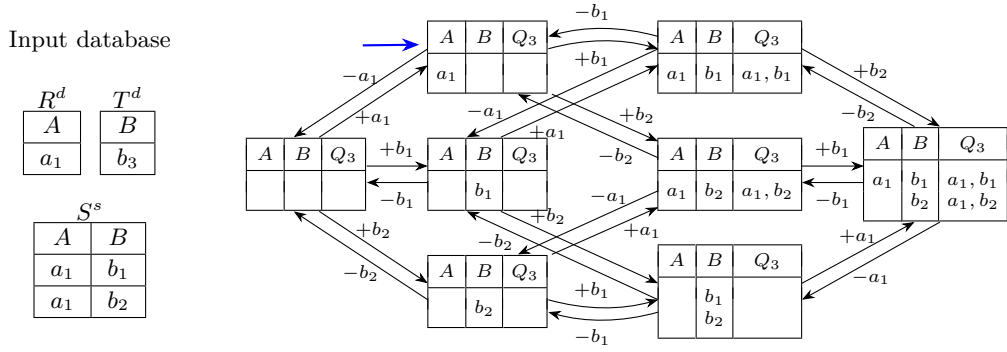 Input database
R^d
A
a_1
T^d
B
b_3
S^s
A B
a_1 b_1
a_1 b_2
A B Q_3
a_1
−b_1
+b_1
A B Q_3
a_1 b_1 a_1, b_1
−a_1
+a_1
−a_1
+a_1
+b_2
−b_2
+b_2
−b_2
A B Q_3
+b_1
−b_1
A B Q_3
b_1
A B Q_3
a_1 b_2 a_1, b_2
+b_1
−b_1
A B Q_3
a_1 b_1 a_1, b_1
b_2 a_1, b_2
−a_1
+a_1
+b_2
−b_2
+b_2
−b_2
+a_1
−a_1
A B Q_3
b_2
+b_1
−b_1
A B Q_3
b_1
b_2